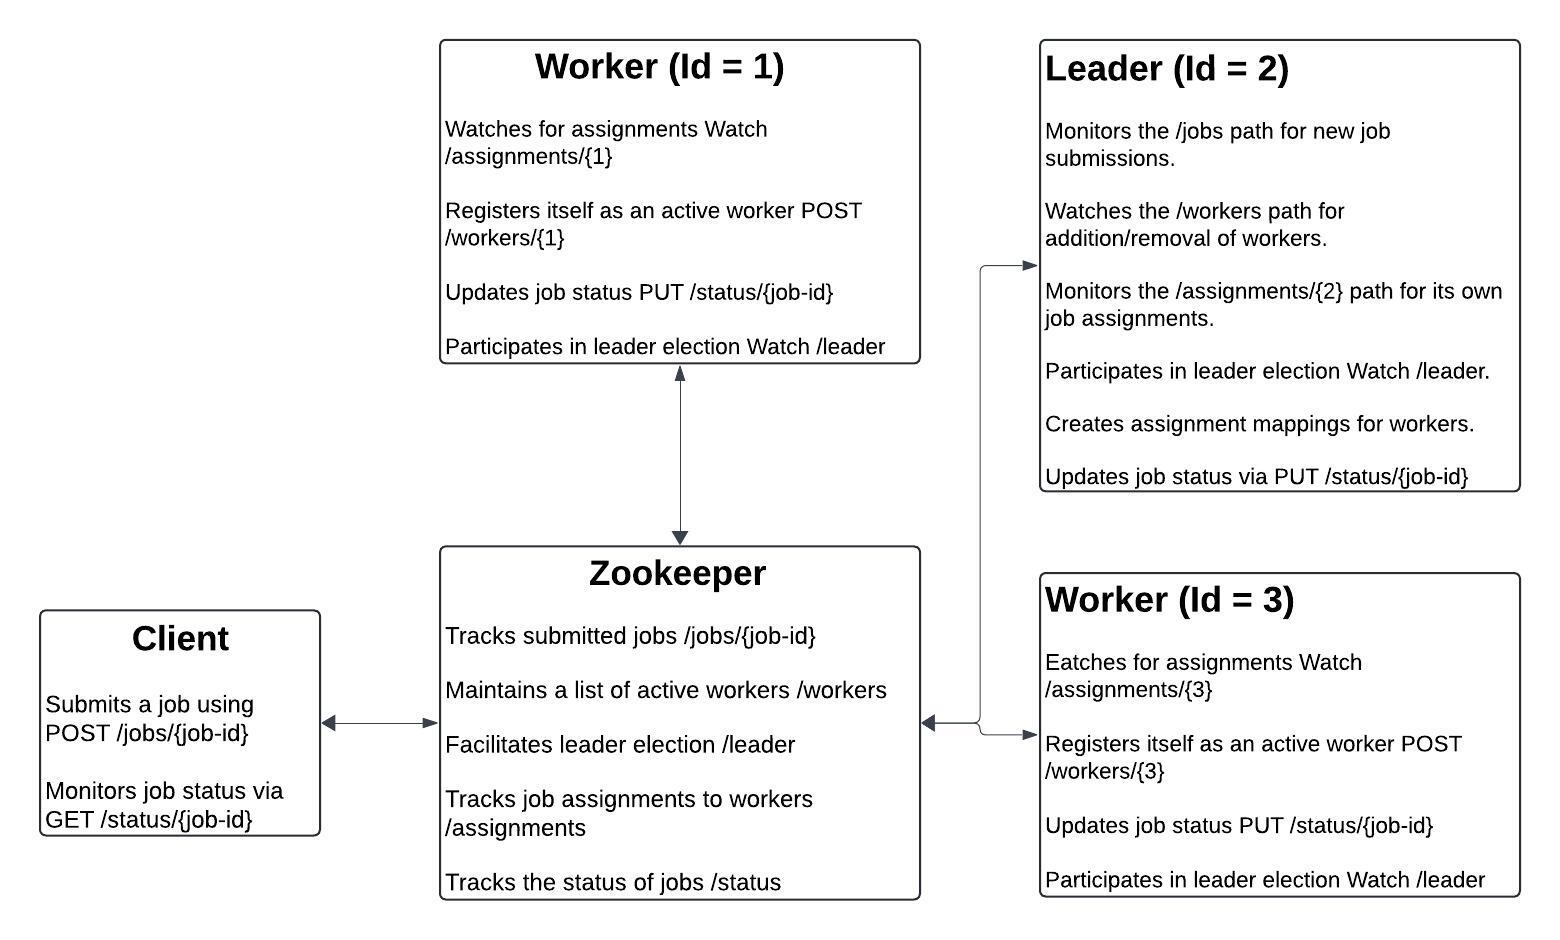 Worker (Id = 1)
Watches for assignments Watch
/assignments/{1}
Registers itself as an active worker POST
/workers/{1}
Updates job status PUT /status/{job-id}
Participates in leader election Watch /leader
Leader (Id = 2)
Monitors the /jobs path for new job
submissions.
Watches the /workers path for
addition/removal of workers.
Monitors the /assignments/{2} path for its own
job assignments.
Participates in leader election Watch /leader.
Creates assignment mappings for workers.
Updates job status via PUT /status/{job-id}
Client
Submits a job using
POST /jobs/{job-id}
Monitors job status via
GET /status/{job-id}
Zookeeper
Tracks submitted jobs /jobs/{job-id}
Maintains a list of active workers /workers
Facilitates leader election /leader
Tracks job assignments to workers
/assignments
Tracks the status of jobs /status
Worker (Id = 3)
Eatches for assignments Watch
/assignments/{3}
Registers itself as an active worker POST
/workers/{3}
Updates job status PUT /status/{job-id}
Participates in leader election Watch /leader